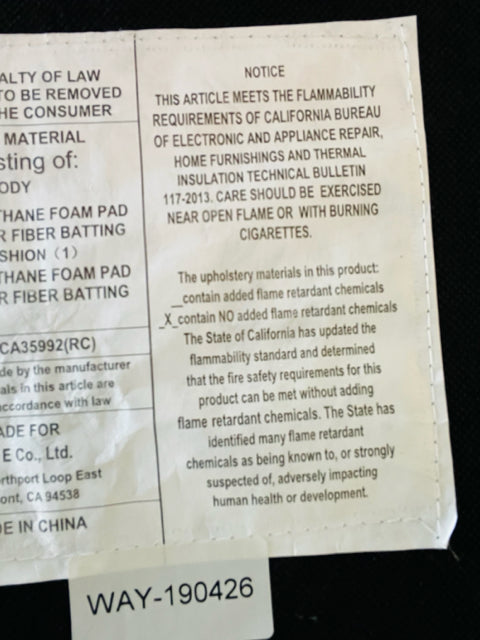 ALTY OF LAW
TO BE REMOVED
HE CONSUMER
MATERIAL
sting of:
ODY
THANE FOAM PAD
R FIBER BATTING
SHION (1)
THANE FOAM PAD
R FIBER BATTING
CA35992(RC)
de by the manufacturer
als in this article are
accordance with law
ADE FOR
E Co., Ltd.
rthport Loop East
ont, CA 94538
DE IN CHINA
NOTICE
THIS ARTICLE MEETS THE FLAMMABILITY
REQUIREMENTS OF CALIFORNIA BUREAU
OF ELECTRONIC AND APPLIANCE REPAIR,
HOME FURNISHINGS AND THERMAL
INSULATION TECHNICAL BULLETIN
117-2013. CARE SHOULD BE EXERCISED
NEAR OPEN FLAME OR WITH BURNING
CIGARETTES.
The upholstery materials in this product:
__contain added flame retardant chemicals
_X_contain NO added flame retardant chemicals
The State of California has updated the
flammability standard and determined
that the fire safety requirements for this
product can be met without adding
flame retardant chemicals. The State has
identified many flame retardant
chemicals as being known to, or strongly
suspected of, adversely impacting
human health or development.
WAY-190426